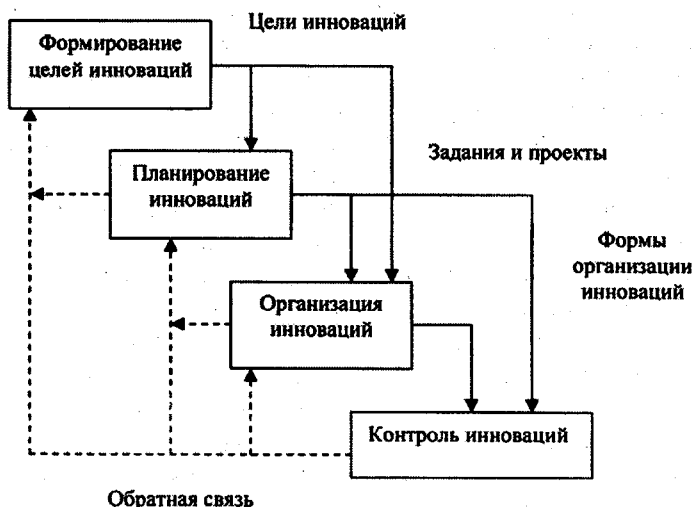 Цели инноваций
Формирование
целей инноваций
Задания и проекты
Планирование
инноваций
Формы
организации
инноваций
Организация
инноваций
Контроль инноваций
Обратная связь